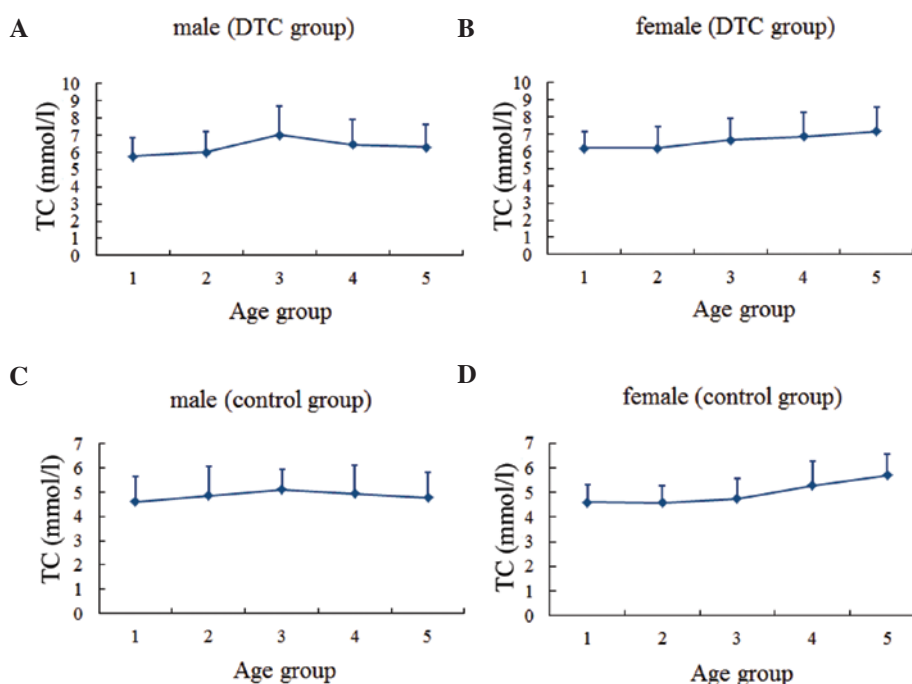 A
male (DTC group)
TC (mmol/l)
10
9
8
7
6
5
4
3
2
1
0
1 2 3 4 5
Age group
B
female (DTC group)
TC (mmol/l)
10
9
8
7
6
5
4
3
2
1
0
1 2 3 4 5
Age group
C
male (control group)
TC (mmol/l)
7
6
5
4
3
2
1
0
1 2 3 4 5
Age group
D
female (control group)
TC (mmol/l)
7
6
5
4
3
2
1
0
1 2 3 4 5
Age group